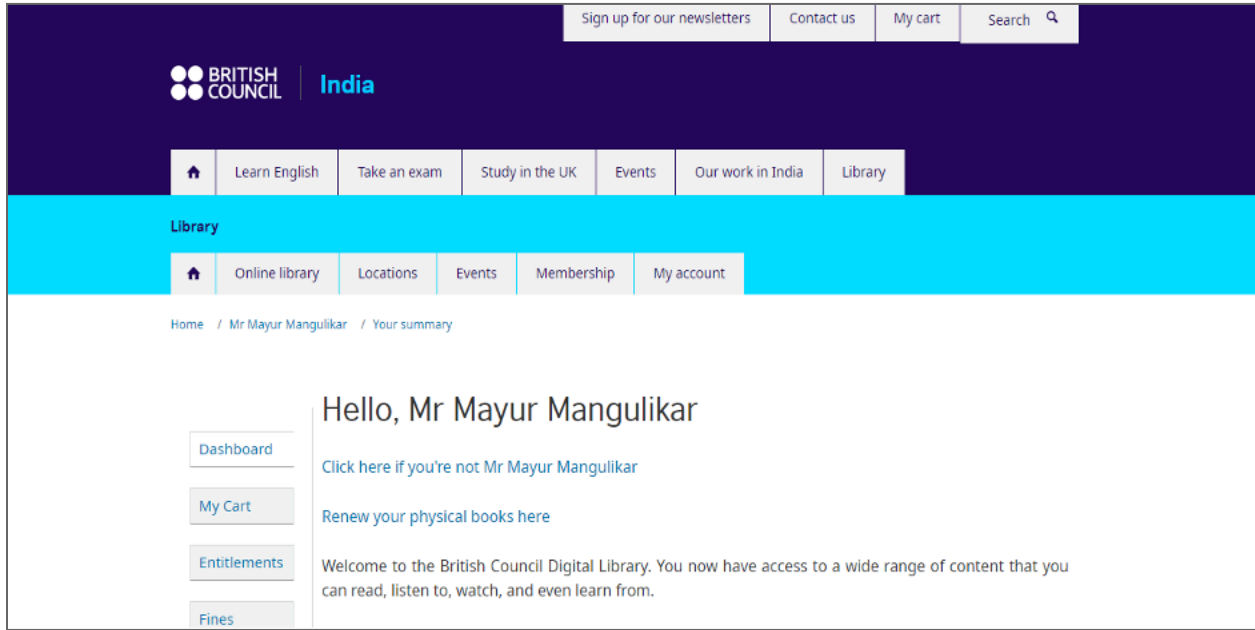 Sign up for our newsletters Contact us My cart Search
BRITISH
COUNCIL
India
Learn English Take an exam Study in the UK Events Our work in India Library
Library
Online library Locations Events Membership My account
Home / Mr Mayur Mangulikar / Your summary
Hello, Mr Mayur Mangulikar
Dashboard
Click here if you're not Mr Mayur Mangulikar
My Cart
Renew your physical books here
Entitlements
Welcome to the British Council Digital Library. You now have access to a wide range of content that you
can read, listen to, watch, and even learn from.
Fines